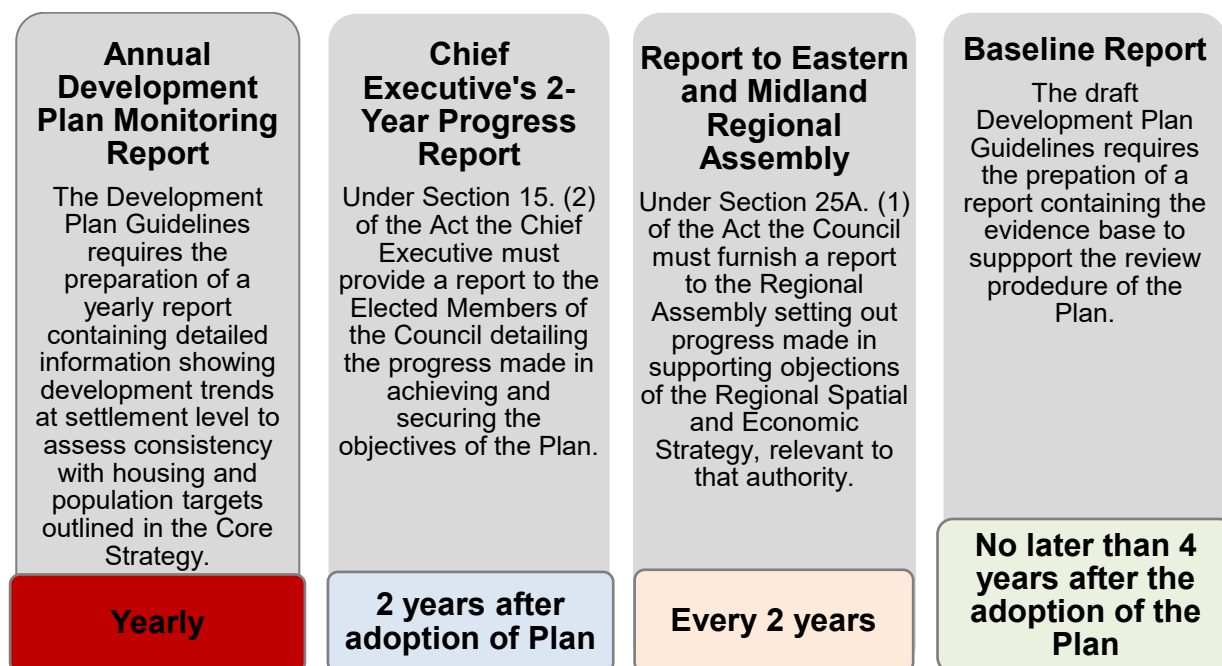 Annual
Development
Plan Monitoring
Report
The Development
Plan Guidelines
requires the
preparation of a
yearly report
containing detailed
information showing
development trends
at settlement level to
assess consistency
with housing and
population targets
outlined in the Core
Strategy.
Yearly
Chief
Executive's 2-
Year Progress
Report
Under Section 15. (2)
of the Act the Chief
Executive must
provide a report to the
Elected Members of
the Council detailing
the progress made in
achieving and
securing the
objectives of the Plan.
2 years after
adoption of Plan
Report to Eastern
and Midland
Regional
Assembly
Under Section 25A. (1)
of the Act the Council
must furnish a report
to the Regional
Assembly setting out
progress made in
supporting objections
of the Regional Spatial
and Economic
Strategy, relevant to
that authority.
Every 2 years
Baseline Report
The draft
Development Plan
Guidelines requires
the prepation of a
report containing the
evidence base to
suppport the review
prodedure of the
Plan.
No later than 4
years after the
adoption of the
Plan